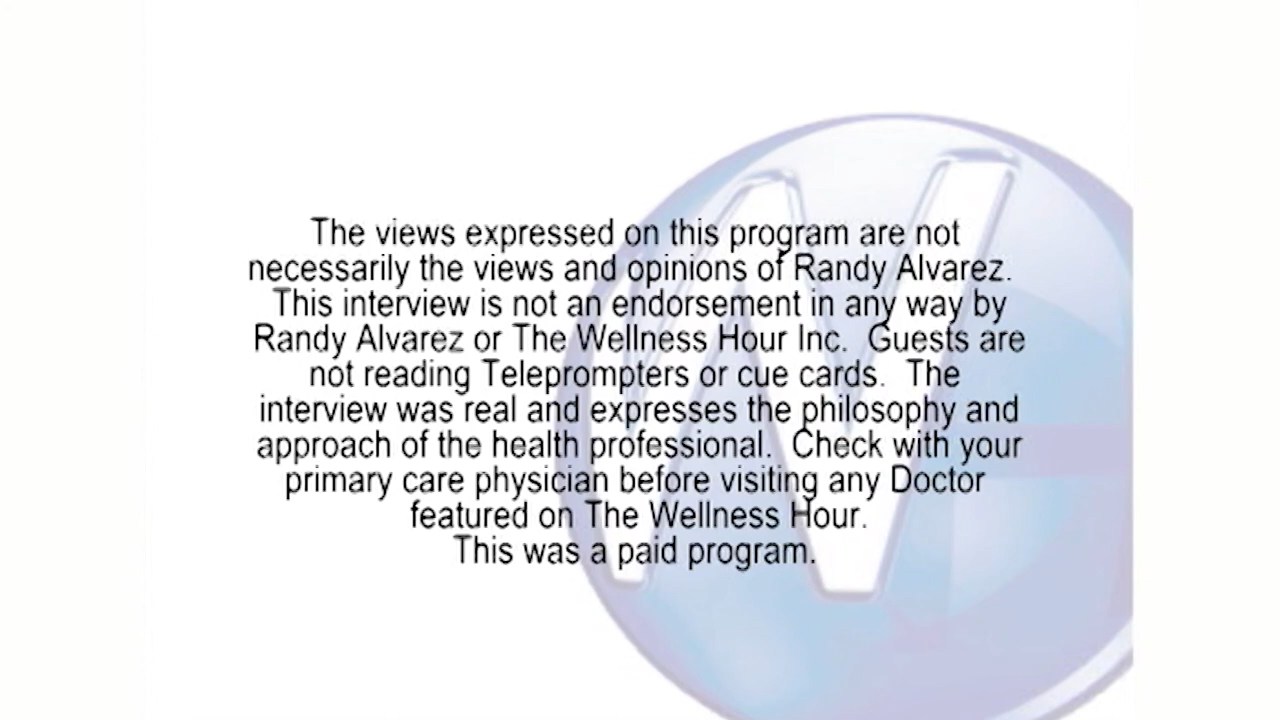 The views expressed on this program are not
necessarily the views and opinions of Randy Alvarez.
This interview is not an endorsement in any way by
Randy Alvarez or The Wellness Hour Inc.  Guests are
not reading Teleprompters or cue cards.  The
interview was real and expresses the philosophy and
approach of the health professional.  Check with your
primary care physician before visiting any Doctor
featured on The Wellness Hour.
This was a paid program.